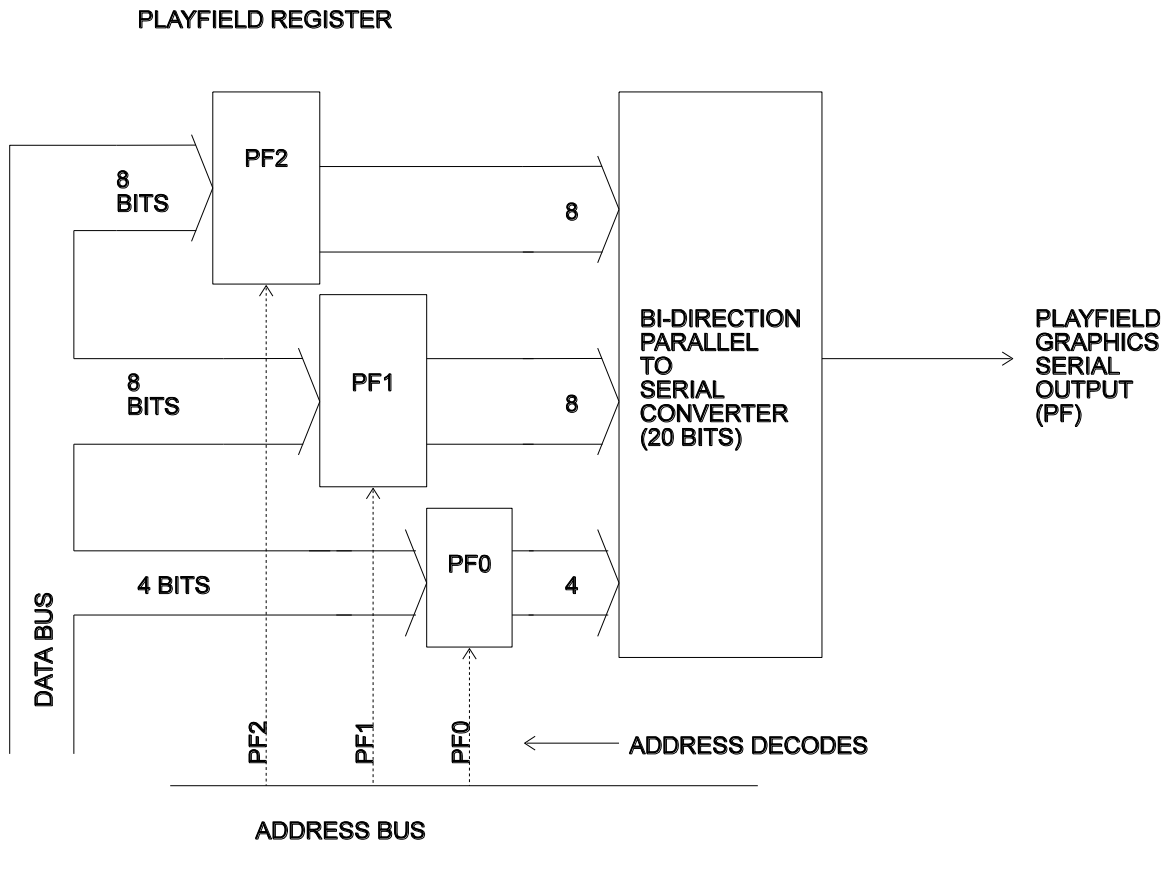 PLAYFIELD REGISTER
PF2
8
BITS
8
PF1
8
BITS
8
BI-DIRECTION
PARALLEL
TO
SERIAL
CONVERTER
(20 BITS)
PLAYFIELD
GRAPHICS
SERIAL
OUTPUT
(PF)
PF0
4 BITS
4
DATA BUS
PF2
PF1
PF0
ADDRESS DECODES
ADDRESS BUS